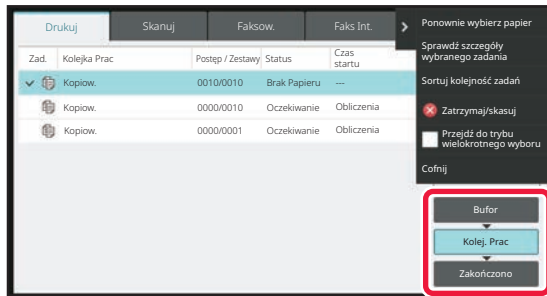 Drukuj Skanuj Faksow. Faks Int.
Zad. Kolejka Prac Postęp / Zestawy Status Czas startu
Kopiow. 0010/0010 Brak Papieru ---
Kopiow. 0000/0010 Oczekiwanie Obliczenia
Kopiow. 0000/0001 Oczekiwanie Obliczenia
Ponownie wybierz papier
Sprawdź szczegóły
wybranego zadania
Sortuj kolejność zadań
Zatrzymaj/skasuj
Przejdź do trybu
wielokrotnego wyboru
Cofnij
Bufor
Kolej. Prac
Zakończono